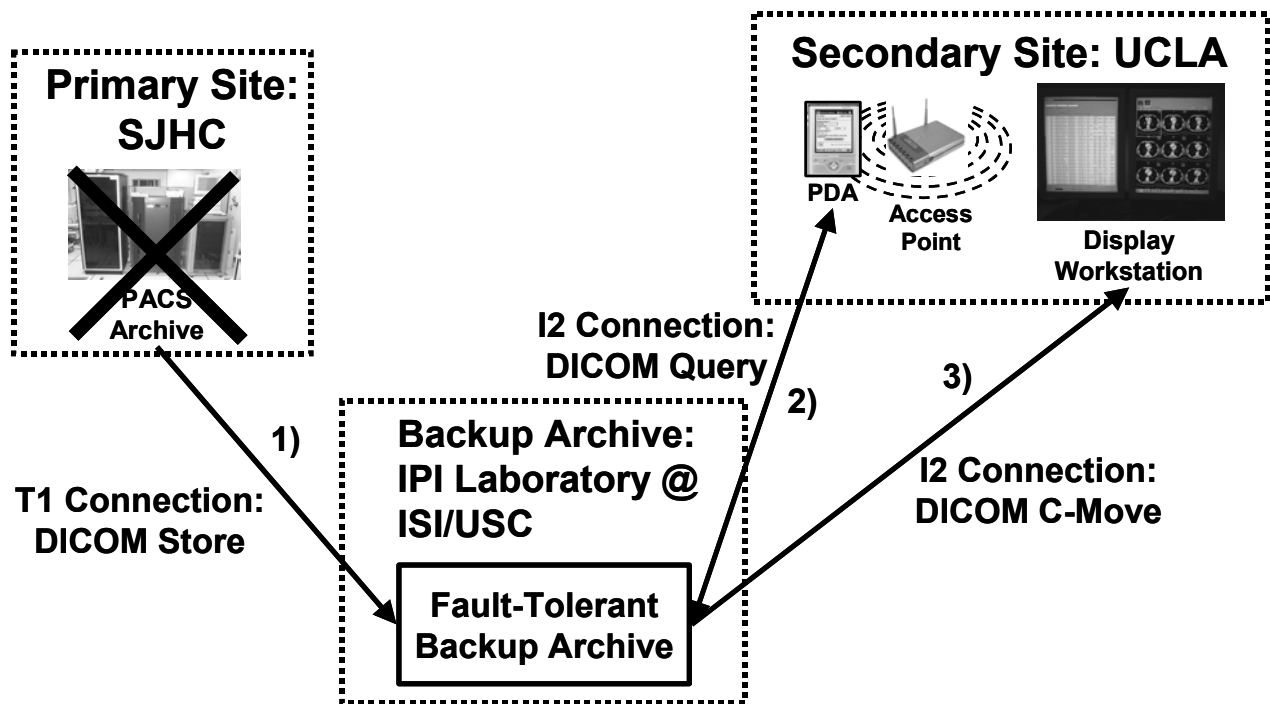 Primary Site:
SJHC
PACS
Archive
Secondary Site: UCLA
PDA
Access
Point
Display
Workstation
I2 Connection:
DICOM Query
2)
3)
1)
T1 Connection:
DICOM Store
Backup Archive:
IPI Laboratory @
ISI/USC
I2 Connection:
DICOM C-Move
Fault-Tolerant
Backup Archive